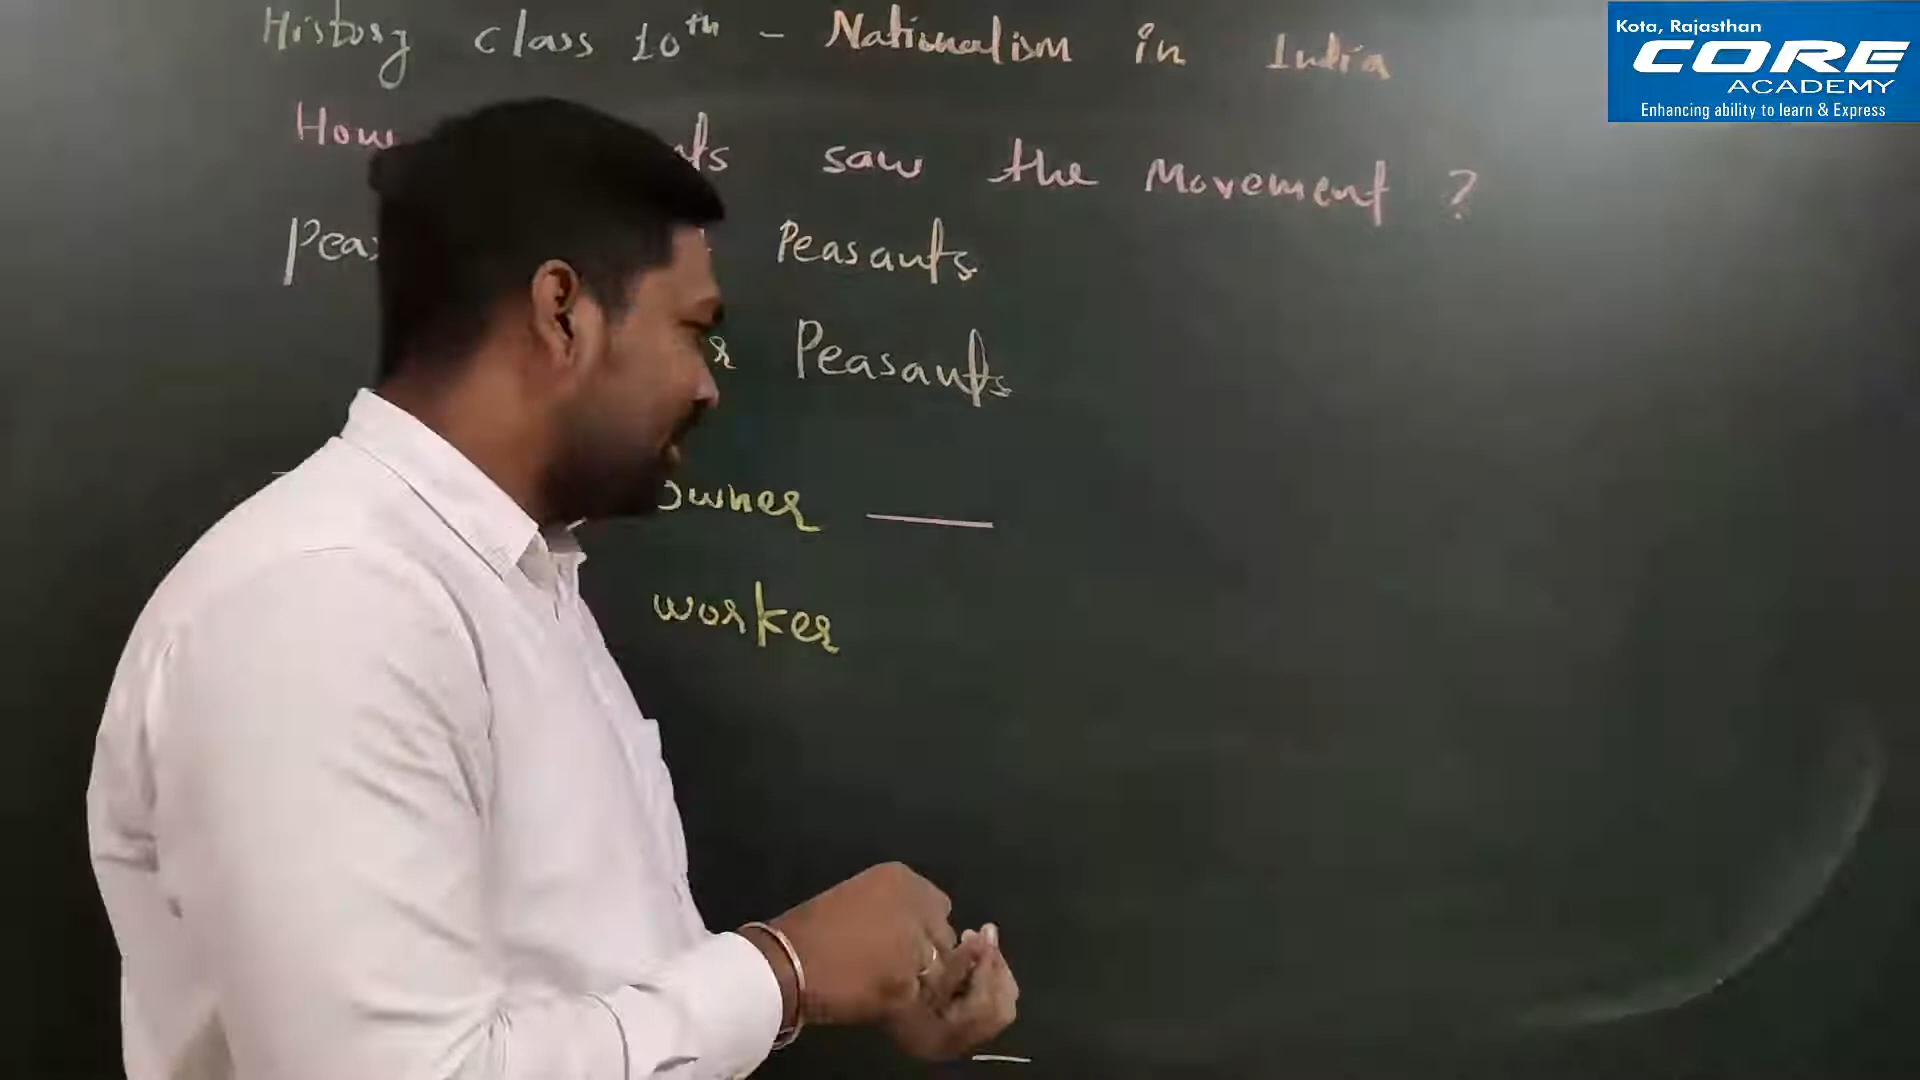 History class 10th - Nationalism in India
How saw the Movement ?
Peasants
Peasants
owner
worker
Kota, Rajasthan
CORE
ACADEMY
Enhancing ability to learn & Express